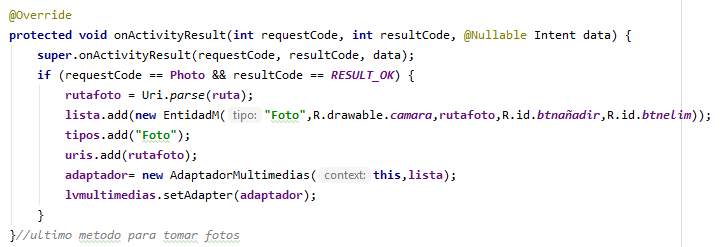 @Override
protected void onActivityResult(int requestCode, int resultCode, @Nullable Intent data) {
super.onActivityResult(requestCode, resultCode, data);
if (requestCode == Photo && resultCode == RESULT_OK) {
rutafoto = Uri.parse(ruta);
lista.add(new EntidadM( tipo: "Foto",R.drawable.camara,rutafoto,R.id.btnañadir,R.id.btnelim));
tipos.add("Foto");
uris.add(rutafoto);
adaptador= new AdaptadorMultimedias( context: this,lista);
lvmultimedias.setAdapter(adaptador);
}
}//ultimo metodo para tomar fotos